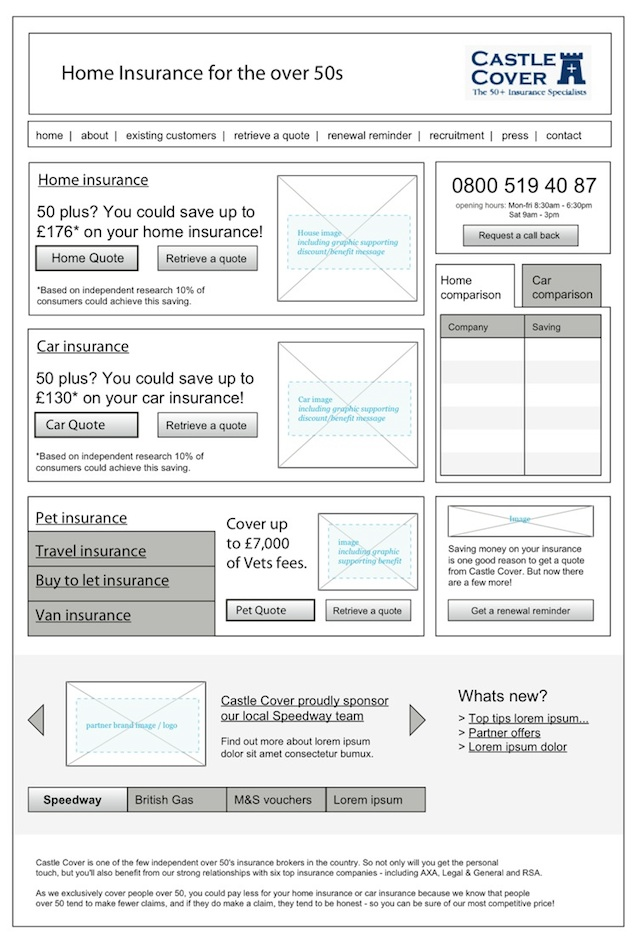 Home Insurance for the over 50s
CASTLE
COVER
The 50+ Insurance Specialists
home | about | existing customers | retrieve a quote | renewal reminder | recruitment | press | contact
Home insurance
50 plus? You could save up to
£176* on your home insurance!
Home Quote
Retrieve a quote
*Based on independent research 10% of
consumers could achieve this saving.
House image
including graphic supporting
discount/benefit message
0800 519 40 87
opening hours: Mon-fri 8:30am - 6:30pm
Sat 9am - 3pm
Request a call back
Home
comparison
Car
comparison
Company
Saving
Car insurance
50 plus? You could save up to
£130* on your car insurance!
Car Quote
Retrieve a quote
*Based on independent research 10% of
consumers could achieve this saving.
Car image
including graphic supporting
discount/benefit message
Pet insurance
Travel insurance
Buy to let insurance
Van insurance
Cover up
to £7,000
of Vets fees.
image
including graphic
supporting benefit
Pet Quote
Retrieve a quote
Image
Saving money on your insurance
is one good reason to get a quote
from Castle Cover. But now there
are a few more!
Get a renewal reminder
partner brand image / logo
Castle Cover proudly sponsor
our local Speedway team
Find out more about lorem ipsum
dolor sit amet consectetur bumux.
Speedway
British Gas
M&S vouchers
Lorem ipsum
Whats new?
> Top tips lorem ipsum...
> Partner offers
> Lorem ipsum dolor
Castle Cover is one of the few independent over 50's insurance brokers in the country. So not only will you get the personal
touch, but you'll also benefit from our strong relationships with six top insurance companies - including AXA, Legal & General and RSA.
As we exclusively cover people over 50, you could pay less for your home insurance or car insurance because we know that people
over 50 tend to make fewer claims, and if they do make a claim, they tend to be honest - so you can be sure of our most competitive price!